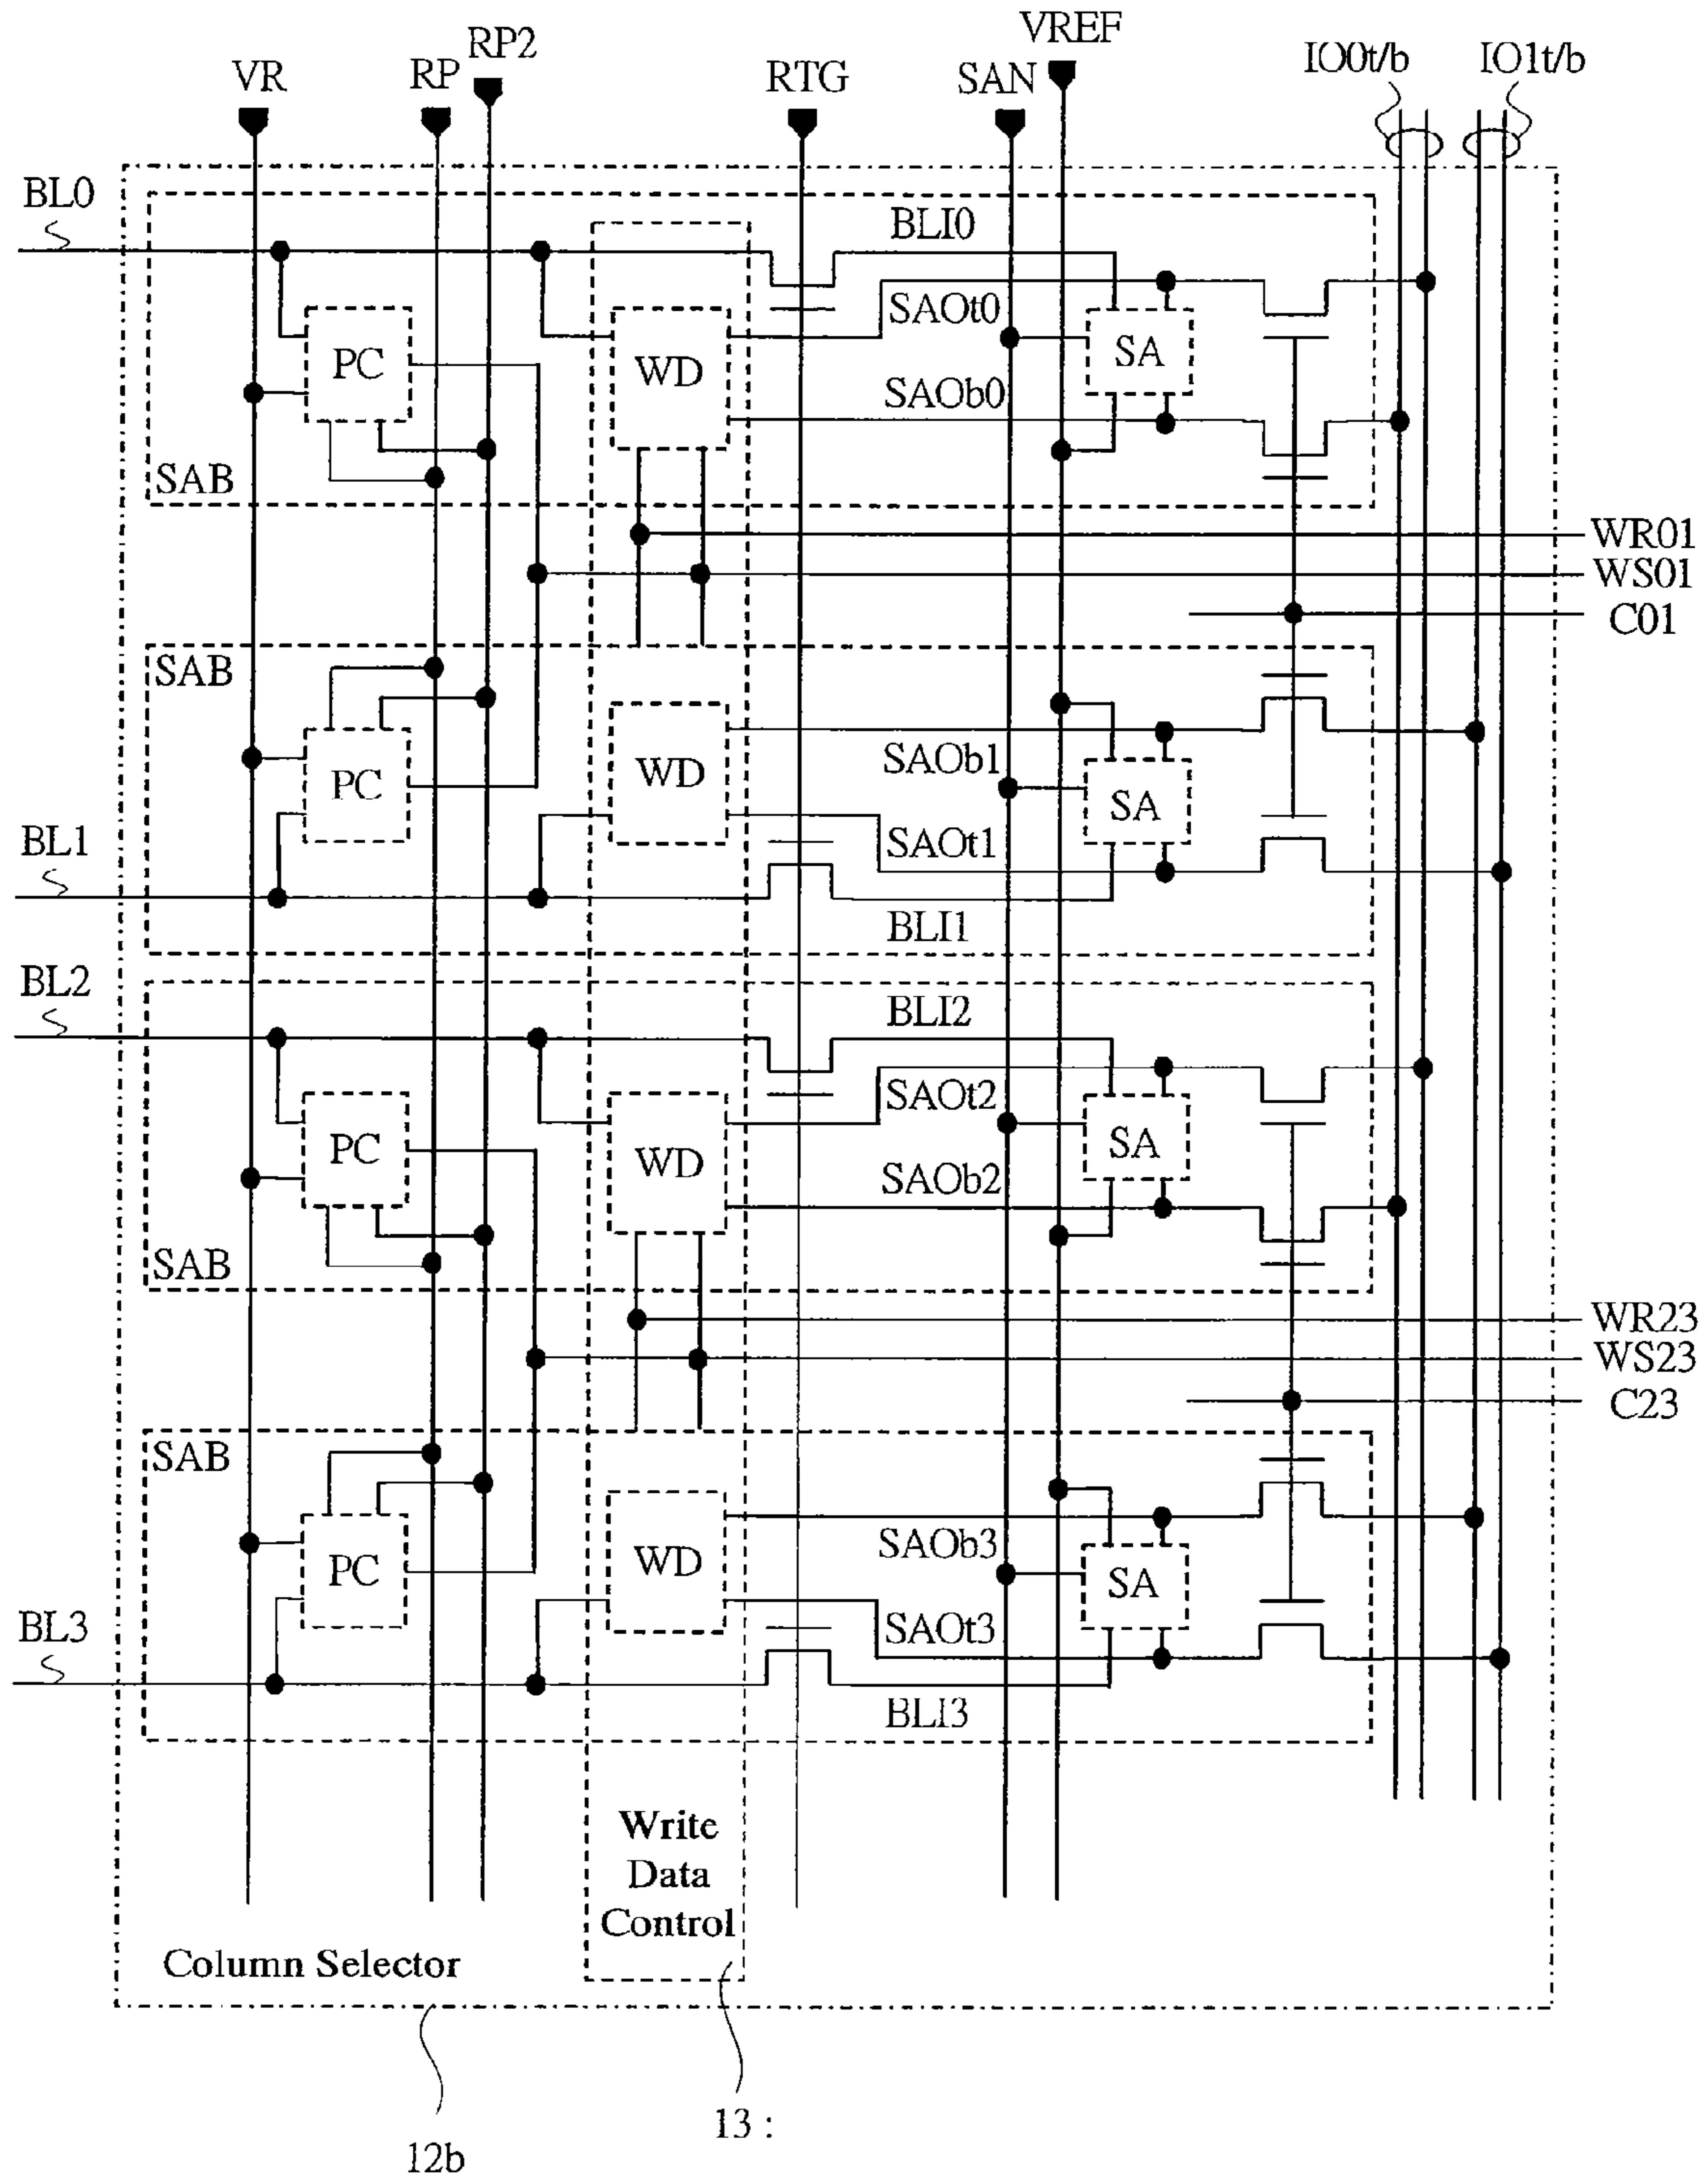 VR
RP
RP2
RTG
SAN
VREF
IO0t/b
IO1t/b
BL0
BLI0
SAOt0
PC
WD
SA
SAOb0
SAB
WR01
WS01
C01
SAB
SAOb1
PC
WD
SA
SAOt1
BL1
BLI1
BL2
BLI2
SAOt2
PC
WD
SA
SAOb2
SAB
WR23
WS23
C23
SAB
SAOb3
PC
WD
SA
SAOt3
BL3
BLI3
Write
Data
Control
Column Selector
13 :
12b